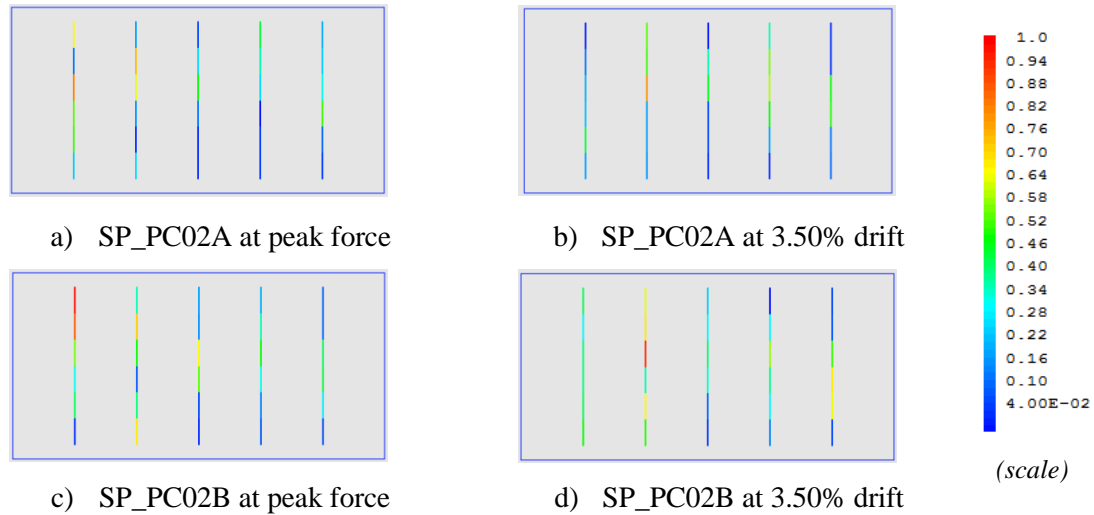 a) SP_PC02A at peak force
b) SP_PC02A at 3.50% drift
c) SP_PC02B at peak force
d) SP_PC02B at 3.50% drift
1.0
0.94
0.88
0.82
0.76
0.70
0.64
0.58
0.52
0.46
0.40
0.34
0.28
0.22
0.16
0.10
4.00E-02
(scale)